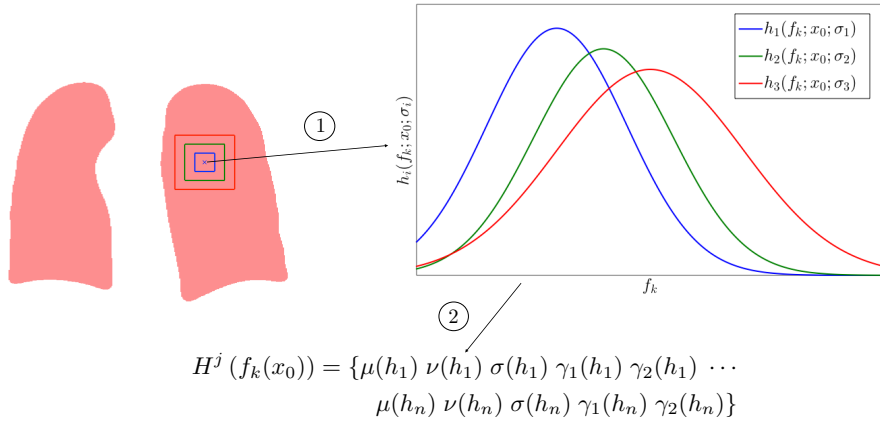 h₁(f_k; x₀; σ₁)
h₂(f_k; x₀; σ₂)
h₃(f_k; x₀; σ₃)
h_i(f_k; x₀; σ_i)
f_k
1
2
H^j (f_k(x₀)) = {μ(h₁) ν(h₁) σ(h₁) γ₁(h₁) γ₂(h₁) ⋯
μ(h_n) ν(h_n) σ(h_n) γ₁(h_n) γ₂(h_n)}